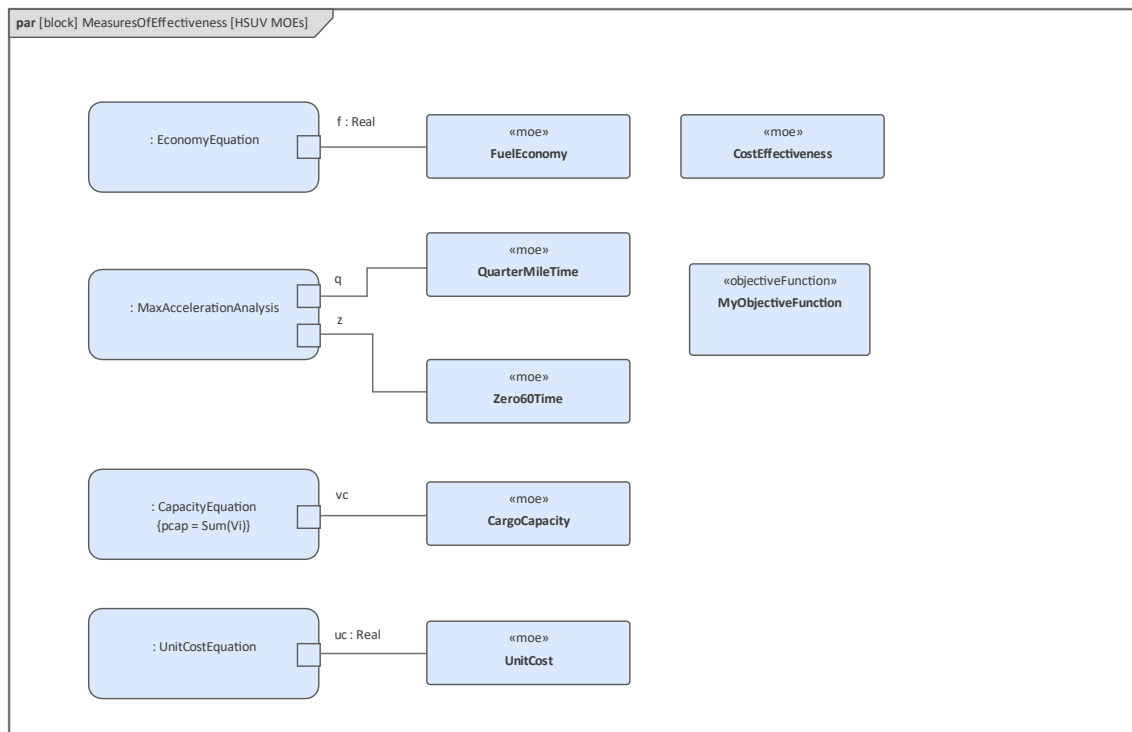 par [block] MeasuresOfEffectiveness [HSUV MOEs]
: EconomyEquation
f : Real
«moe»
FuelEconomy
«moe»
CostEffectiveness
: MaxAccelerationAnalysis
q
z
«moe»
QuarterMileTime
«objectiveFunction»
MyObjectiveFunction
«moe»
Zero60Time
: CapacityEquation
{pcap = Sum(Vi)}
vc
«moe»
CargoCapacity
: UnitCostEquation
uc : Real
«moe»
UnitCost